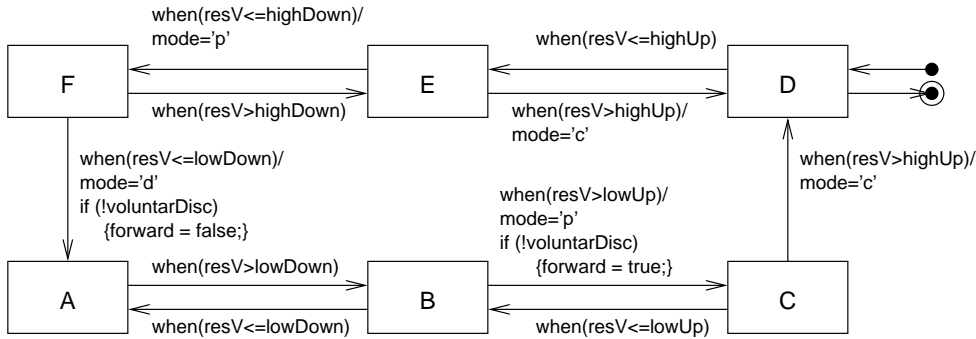 when(resV<=highDown)/
mode='p'
when(resV<=highUp)
F
E
D
when(resV>highDown)
when(resV>highUp)/
mode='c'
when(resV<=lowDown)/
mode='d'
if (!voluntarDisc)
{forward = false;}
when(resV>lowUp)/
mode='p'
if (!voluntarDisc)
{forward = true;}
when(resV>highUp)/
mode='c'
A
when(resV>lowDown)
B
C
when(resV<=lowDown)
when(resV<=lowUp)